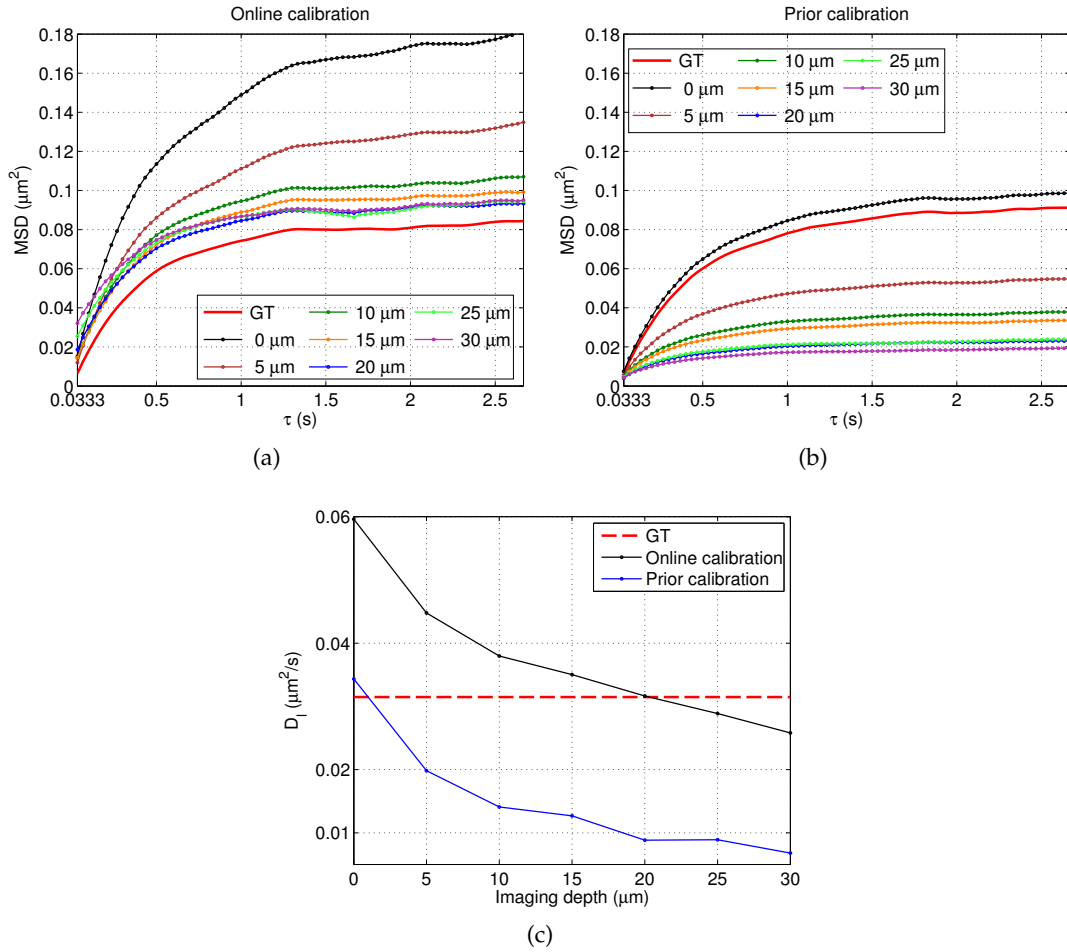 Online calibration
MSD (μm²)
0.18
0.16
0.14
0.12
0.1
0.08
0.06
0.04
0.02
0
0.0333 0.5 1 1.5 2 2.5
τ (s)
GT 10 μm 25 μm
0 μm 15 μm 30 μm
5 μm 20 μm
(a)
Prior calibration
MSD (μm²)
0.18
0.16
0.14
0.12
0.1
0.08
0.06
0.04
0.02
0
0.0333 0.5 1 1.5 2 2.5
τ (s)
GT 10 μm 25 μm
0 μm 15 μm 30 μm
5 μm 20 μm
(b)
D_l (μm²/s)
0.06
0.04
0.02
0.01
0 5 10 15 20 25 30
Imaging depth (μm)
GT
Online calibration
Prior calibration
(c)